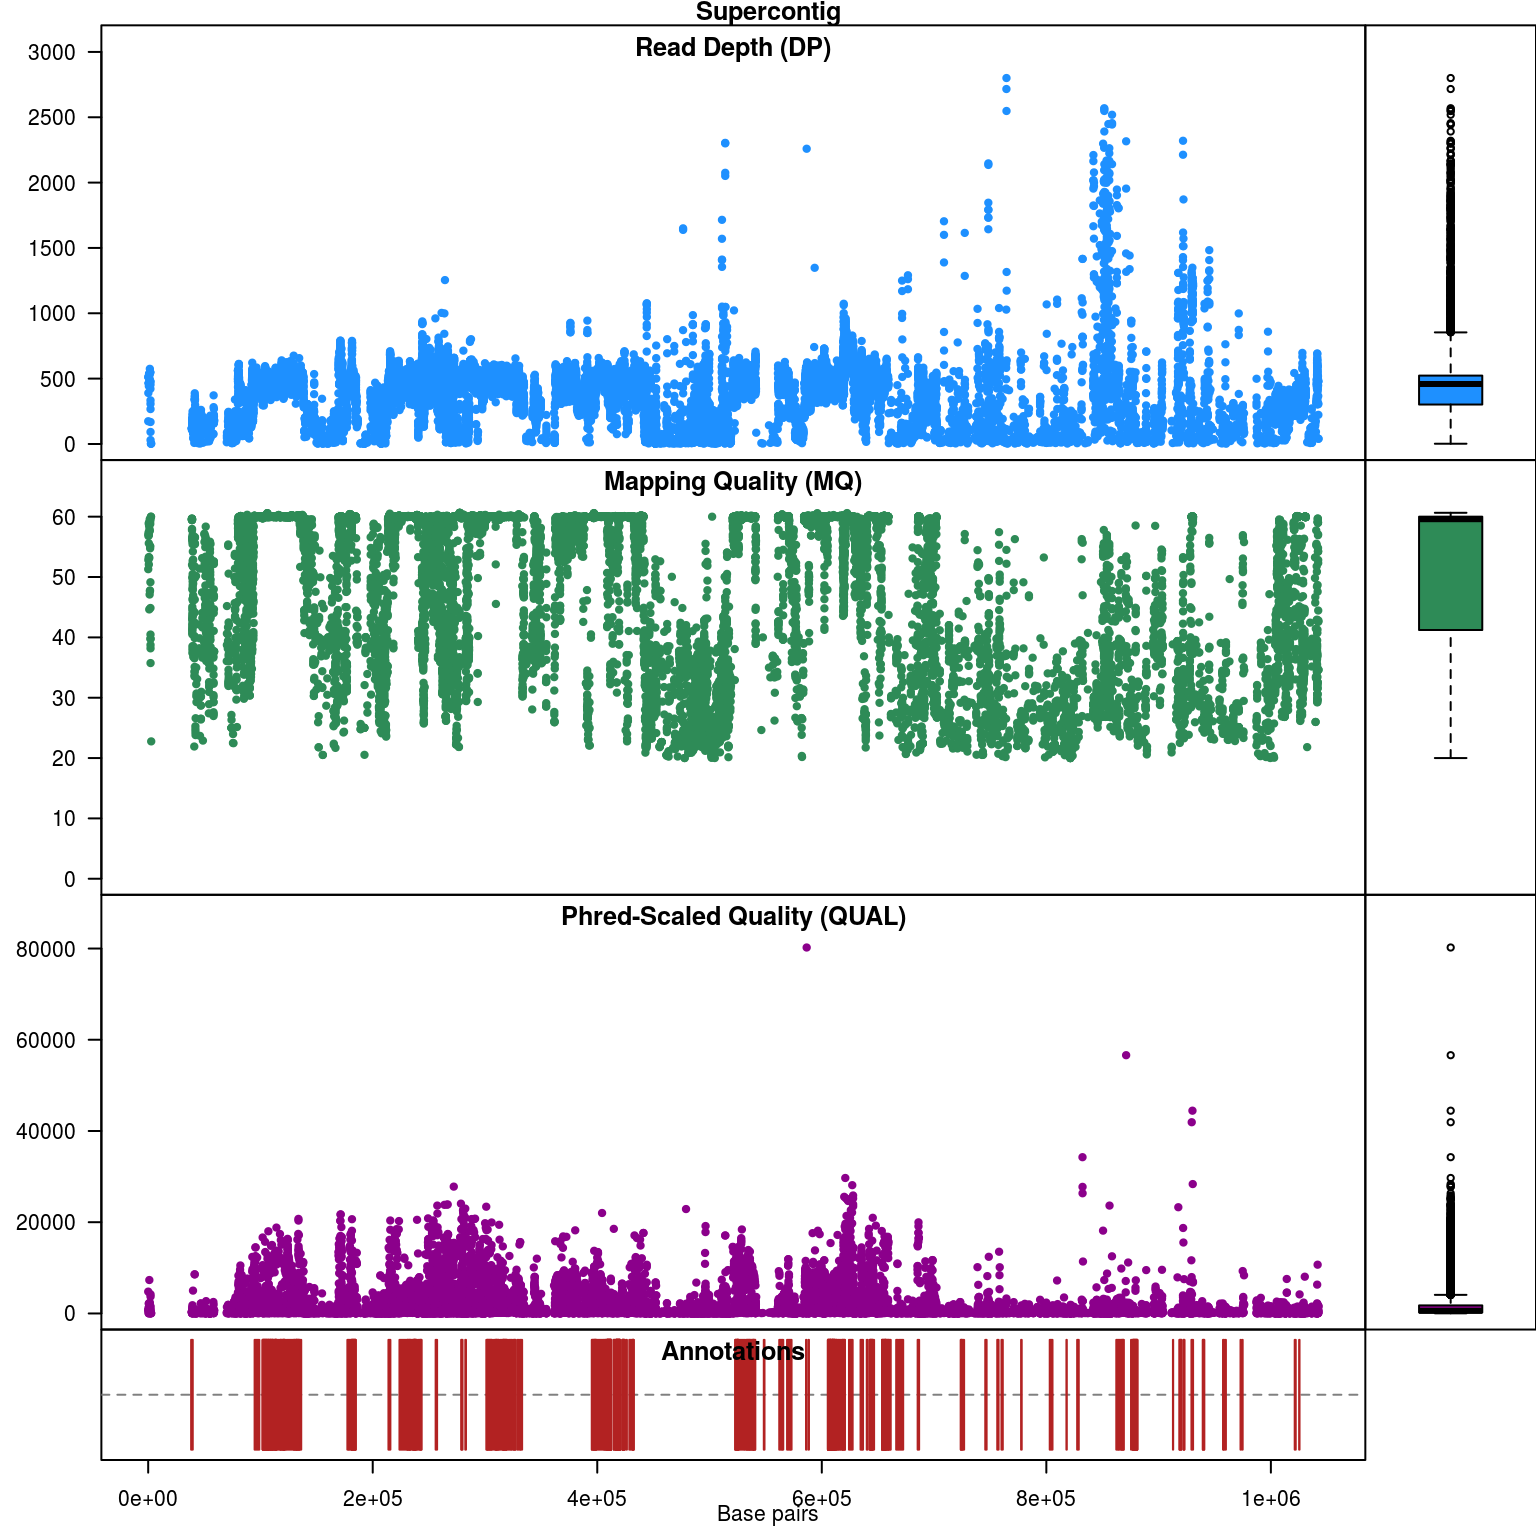 Supercontig
Read Depth (DP)
3000
2500
2000
1500
1000
500
0
Mapping Quality (MQ)
60
50
40
30
20
10
0
Phred-Scaled Quality (QUAL)
80000
60000
40000
20000
0
Annotations
0e+00 2e+05 4e+05 6e+05 8e+05 1e+06
Base pairs